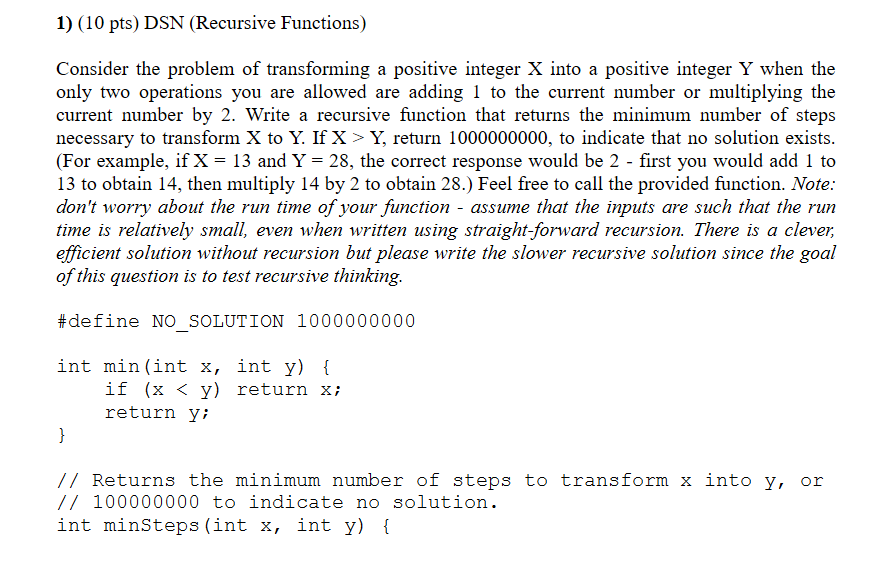 1) (10 pts) DSN (Recursive Functions)
Consider the problem of transforming a positive integer X into a positive integer Y when the
only two operations you are allowed are adding 1 to the current number or multiplying the
current number by 2. Write a recursive function that returns the minimum number of steps
necessary to transform X to Y. If X > Y, return 1000000000, to indicate that no solution exists.
(For example, if X = 13 and Y = 28, the correct response would be 2 - first you would add 1 to
13 to obtain 14, then multiply 14 by 2 to obtain 28.) Feel free to call the provided function. Note:
don't worry about the run time of your function - assume that the inputs are such that the run
time is relatively small, even when written using straight-forward recursion. There is a clever,
efficient solution without recursion but please write the slower recursive solution since the goal
of this question is to test recursive thinking.
#define NO_SOLUTION 1000000000
int min(int x, int y) {
    if (x < y) return x;
    return y;
}
// Returns the minimum number of steps to transform x into y, or
// 100000000 to indicate no solution.
int minSteps(int x, int y) {